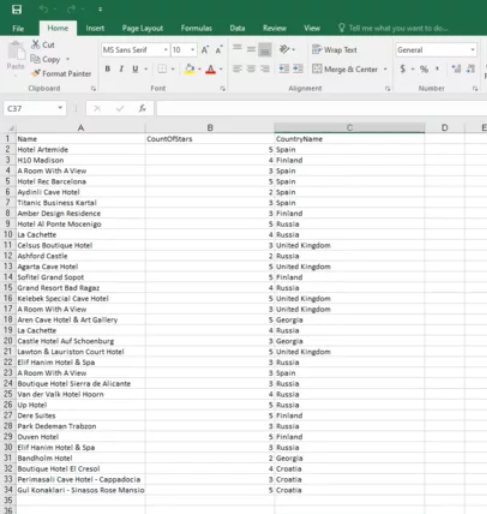 File Home Insert Page Layout Formulas Data Review View Tell me what you want to do...
Cut
Copy
Format Painter
Paste
MS Sans Serif 10
B I U
Wrap Text
Merge & Center
General
$ % ,
Clipboard Font Alignment Number
C37 fx
A B C D E
1 Name CountOfStars CountryName
2 Hotel Artemide 5 Spain
3 H10 Madison 4 Finland
4 A Room With A View 3 Spain
5 Hotel Rec Barcelona 5 Spain
6 Aydinli Cave Hotel 2 Spain
7 Titanic Business Kartal 3 Spain
8 Amber Design Residence 3 Finland
9 Hotel Al Ponte Mocenigo 5 Russia
10 La Cachette 4 Russia
11 Celsus Boutique Hotel 3 United Kingdom
12 Ashford Castle 2 Russia
13 Agarta Cave Hotel 5 United Kingdom
14 Sofitel Grand Sopot 5 Finland
15 Grand Resort Bad Ragaz 4 Russia
16 Kelebek Special Cave Hotel 5 United Kingdom
17 A Room With A View 3 United Kingdom
18 Aren Cave Hotel & Art Gallery 5 Georgia
19 La Cachette 4 Russia
20 Castle Hotel Auf Schoenburg 3 Georgia
21 Lawton & Lauriston Court Hotel 5 United Kingdom
22 Elif Hanim Hotel & Spa 3 Russia
23 A Room With A View 3 Spain
24 Boutique Hotel Sierra de Alicante 3 Russia
25 Van der Valk Hotel Hoorn 4 Russia
26 Up Hotel 5 Russia
27 Dere Suites 5 Finland
28 Park Dedeman Trabzon 3 Russia
29 Duven Hotel 5 Finland
30 Elif Hanim Hotel & Spa 3 Russia
31 Bandholm Hotel 2 Georgia
32 Boutique Hotel El Cresol 4 Croatia
33 Perimasali Cave Hotel - Cappadocia 3 Croatia
34 Gul Konaklari - Sinasos Rose Mansio 5 Croatia
35
36